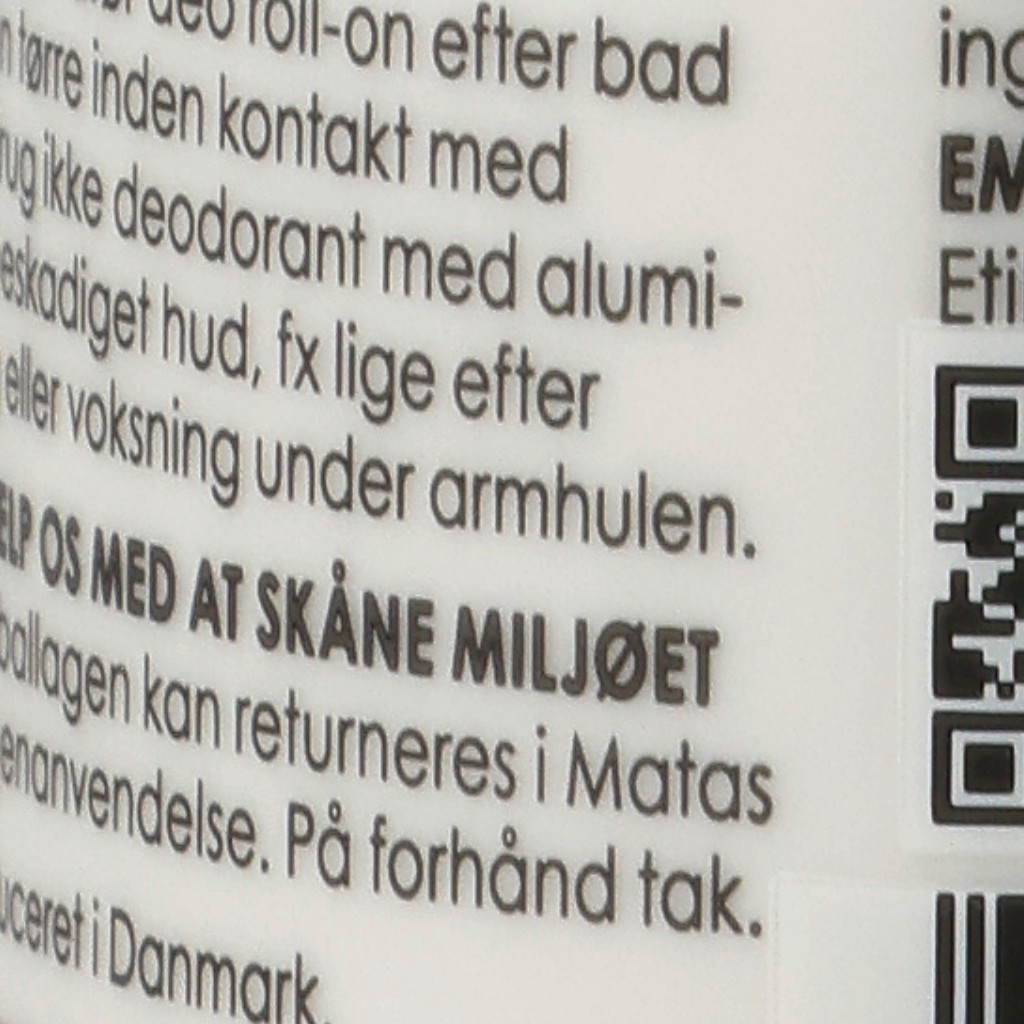 deo roll-on efter bad
tørre inden kontakt med
ikke deodorant med alumi-
eskadiget hud, fx lige efter
eller voksning under armhulen.
ELP OS MED AT SKÅNE MILJØET
ballagen kan returneres i Matas
enanvendelse. På forhånd tak.
uceret i Danmark.
ing
EM
Eti